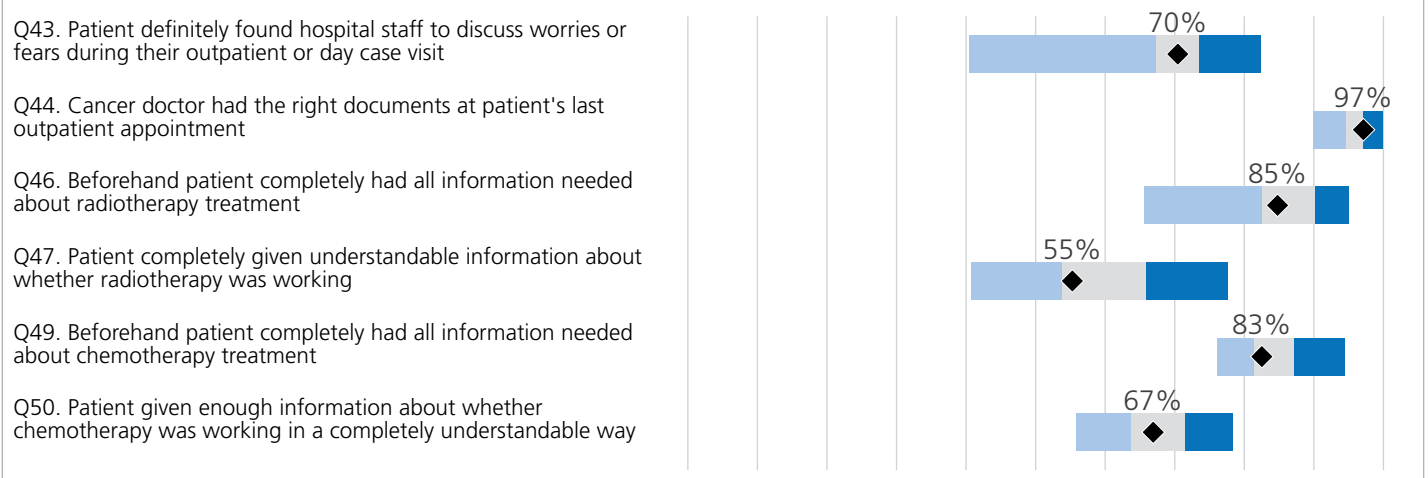 Q43. Patient definitely found hospital staff to discuss worries or
fears during their outpatient or day case visit
70%
Q44. Cancer doctor had the right documents at patient's last
outpatient appointment
97%
Q46. Beforehand patient completely had all information needed
about radiotherapy treatment
85%
Q47. Patient completely given understandable information about
whether radiotherapy was working
55%
Q49. Beforehand patient completely had all information needed
about chemotherapy treatment
83%
Q50. Patient given enough information about whether
chemotherapy was working in a completely understandable way
67%